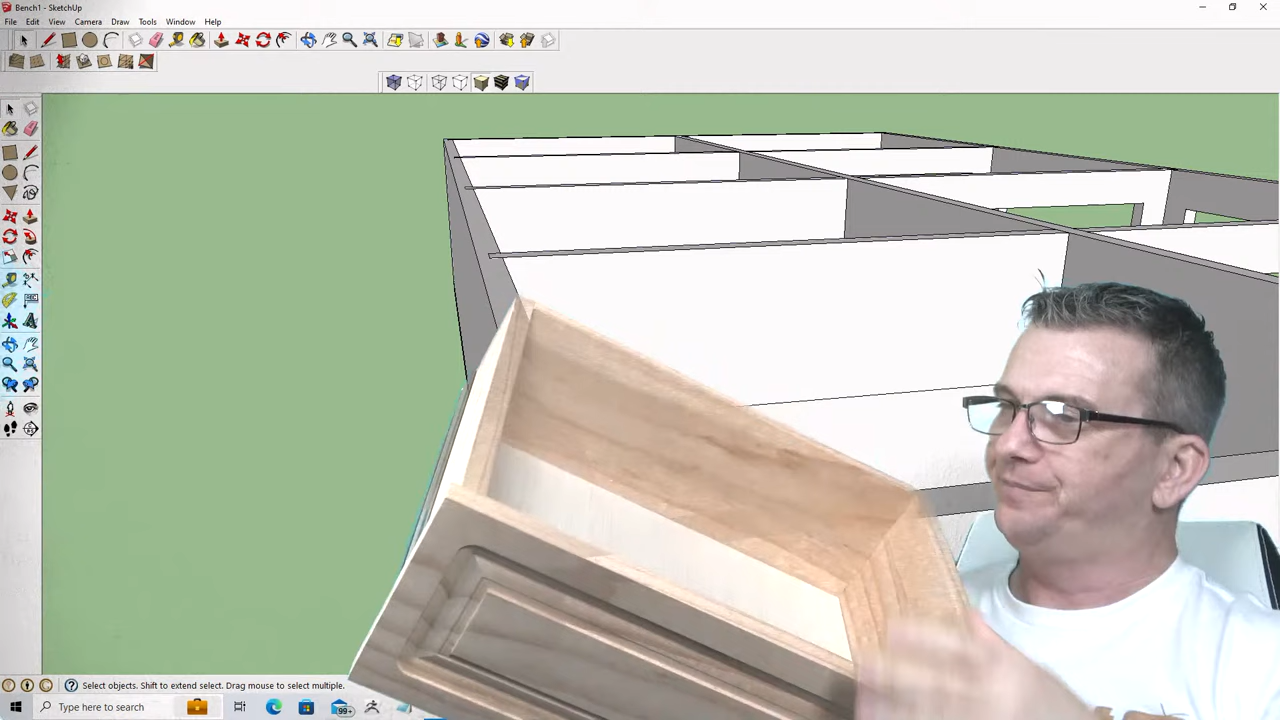 Bench1 - SketchUp
File Edit View Camera Draw Tools Window Help
Select objects. Shift to extend select. Drag mouse to select multiple.
Type here to search
99+